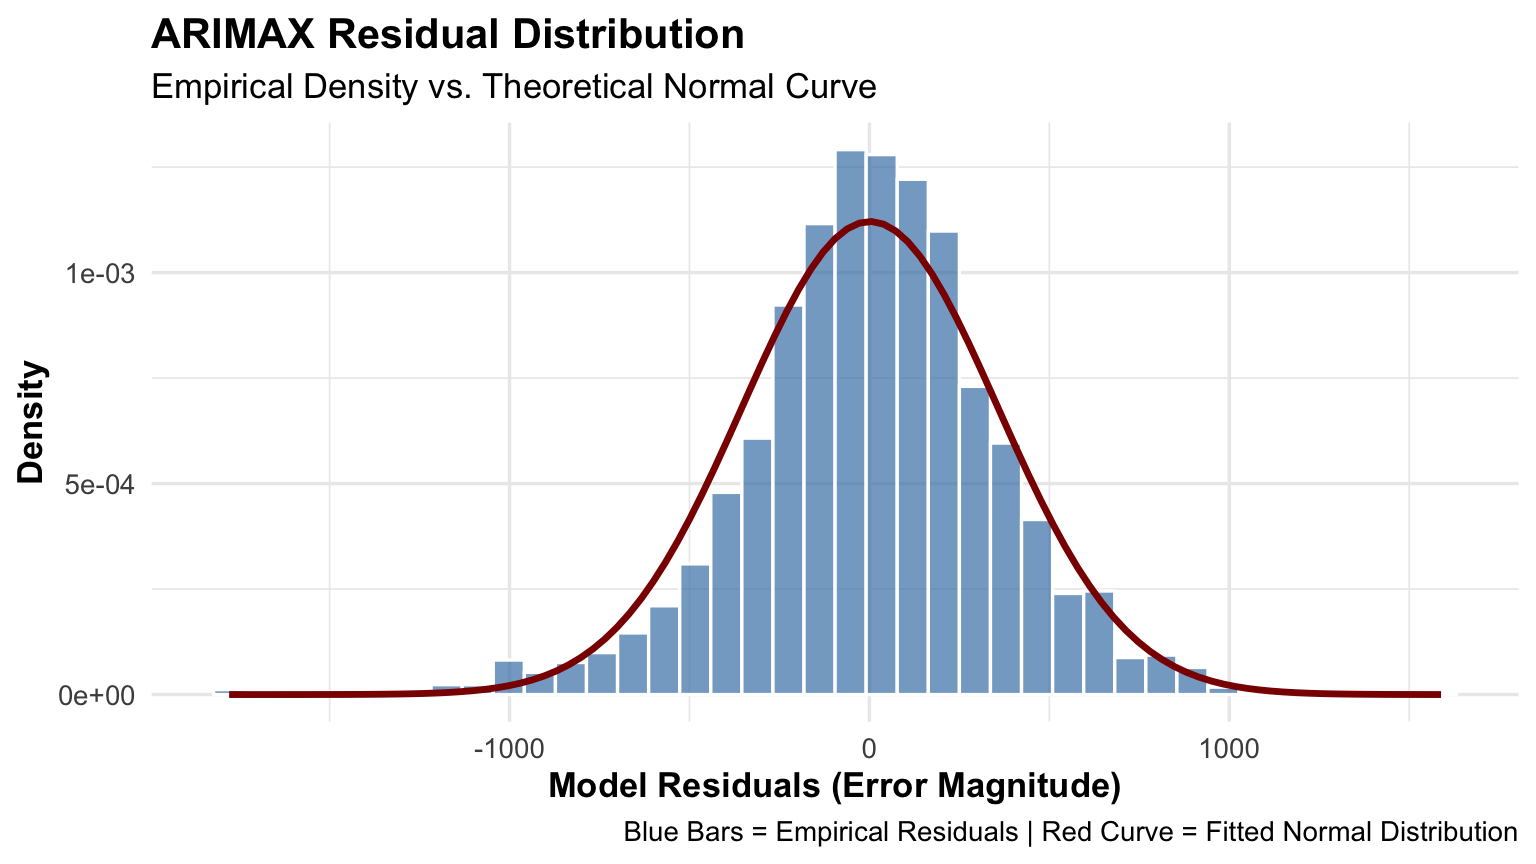 ARIMAX Residual Distribution
Empirical Density vs. Theoretical Normal Curve
Density
1e-03
5e-04
0e+00
-1000 0 1000
Model Residuals (Error Magnitude)
Blue Bars = Empirical Residuals | Red Curve = Fitted Normal Distribution